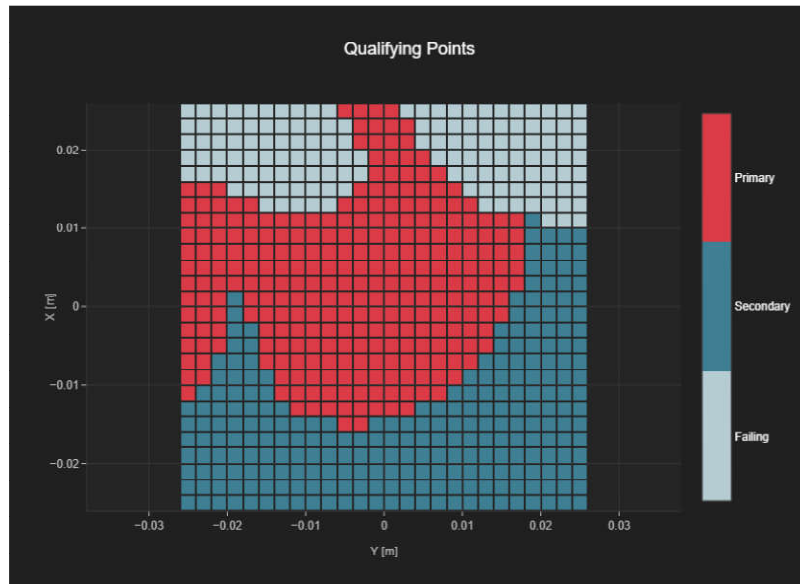 Qualifying Points
X [m]
0.02
0.01
0
−0.01
−0.02
−0.03
−0.02
−0.01
0
0.01
0.02
0.03
Y [m]
Primary
Secondary
Failing